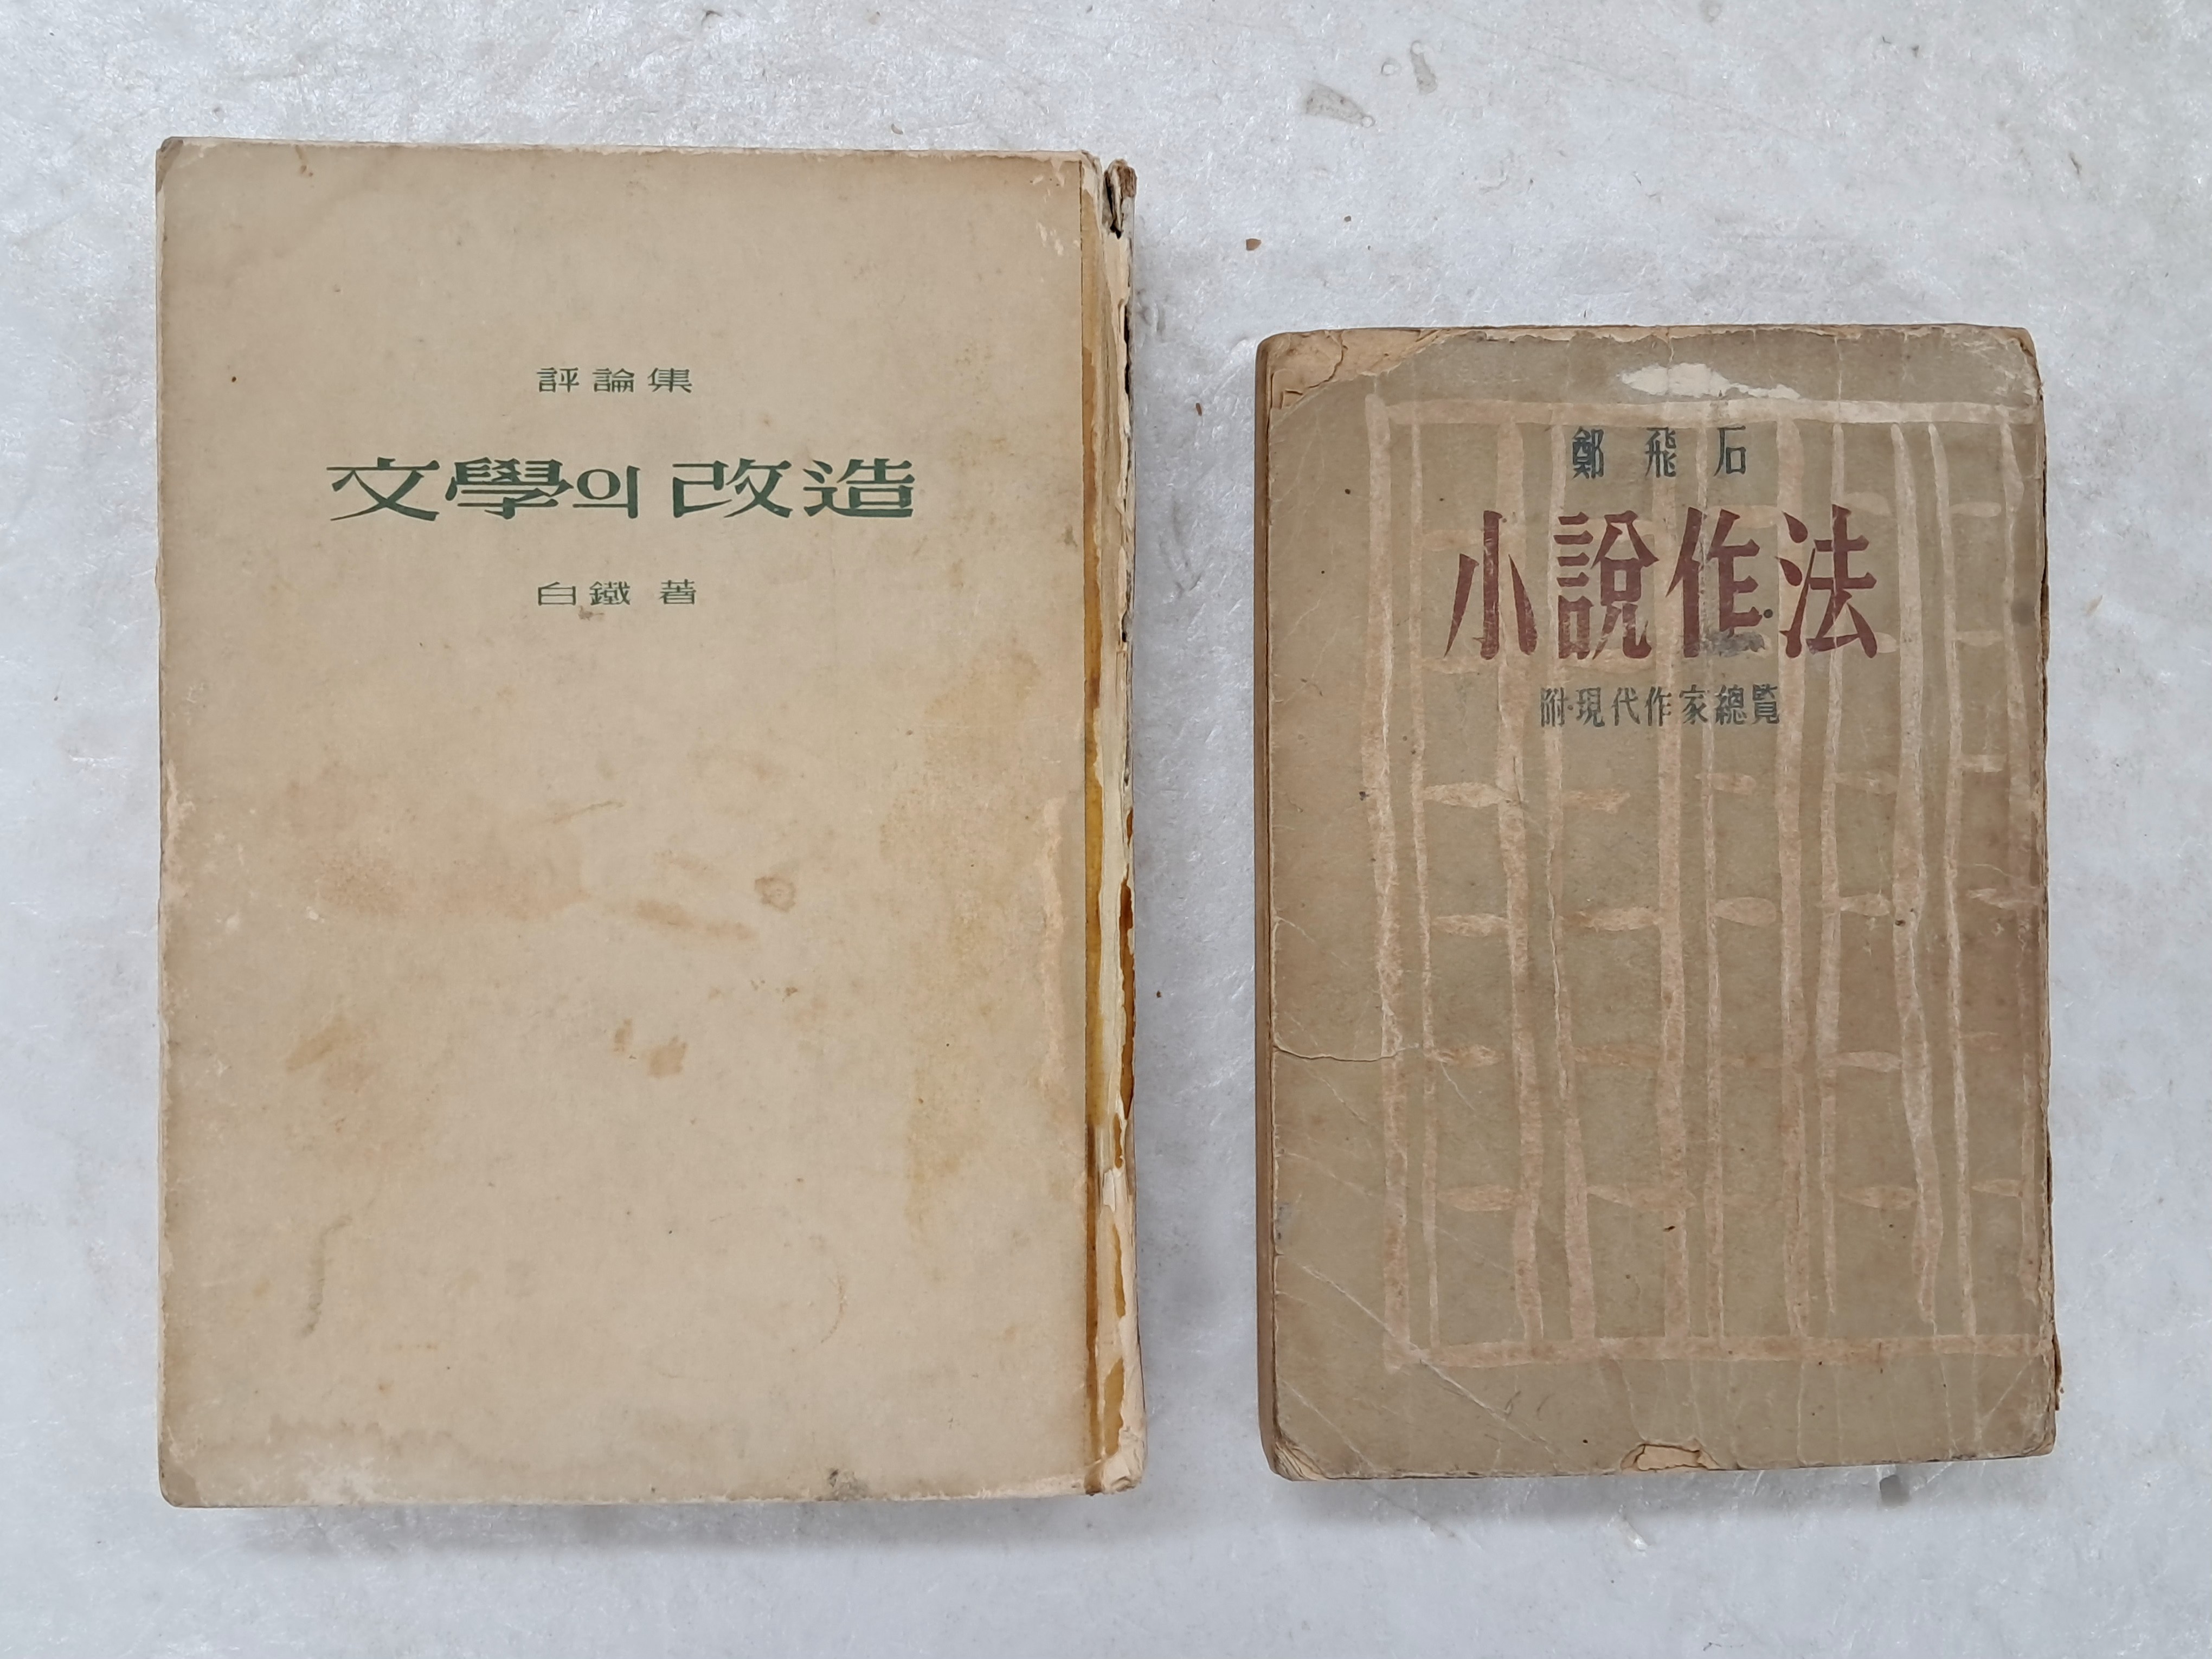 評論集
文學의 改造
白鐵 著
鄭飛石
小說作法
附·現代作家總覽